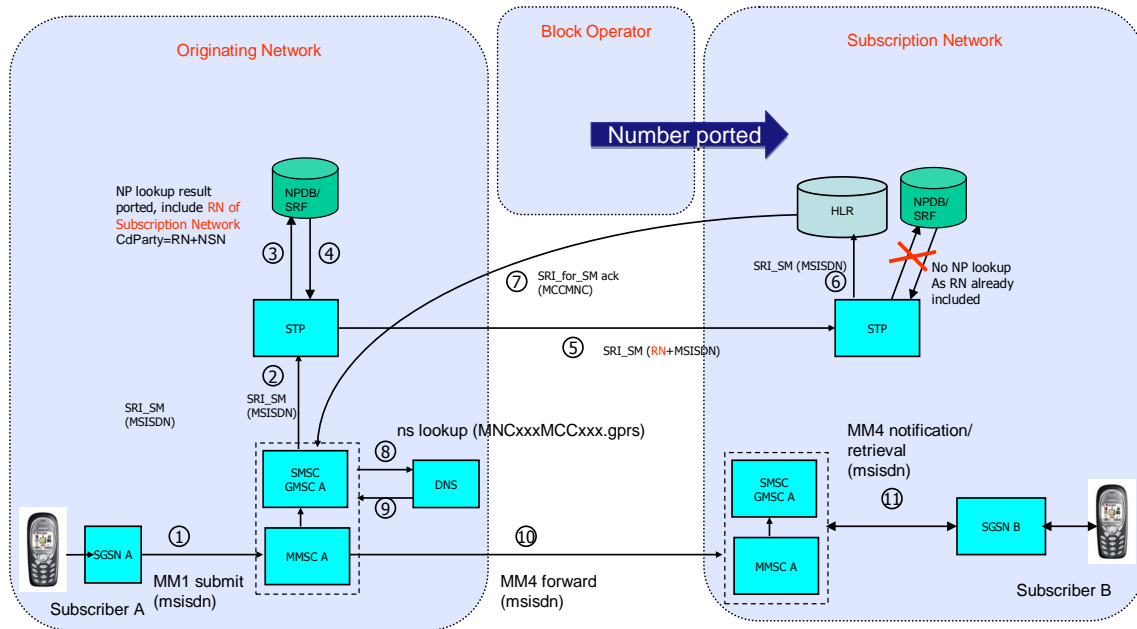 Originating Network
Block Operator
Subscription Network
Number ported
NP lookup result
ported, include RN of
Subscription Network
CdParty=RN+NSN
NPDB/
SRF
3
4
HLR
NPDB/
SRF
7
SRI_for_SM ack
(MCCMNC)
SRI_SM (MSISDN)
6
No NP lookup
As RN already
included
STP
STP
5
SRI_SM (RN+MSISDN)
2
SRI_SM
(MSISDN)
SRI_SM
(MSISDN)
ns lookup (MNCxxxMCCxxx.gprs)
8
SMSC
GMSC A
DNS
9
MM4 notification/
retrieval
(msisdn)
SMSC
GMSC A
11
SGSN A
1
MMSC A
10
MMSC A
SGSN B
MM1 submit
(msisdn)
MM4 forward
(msisdn)
Subscriber A
Subscriber B